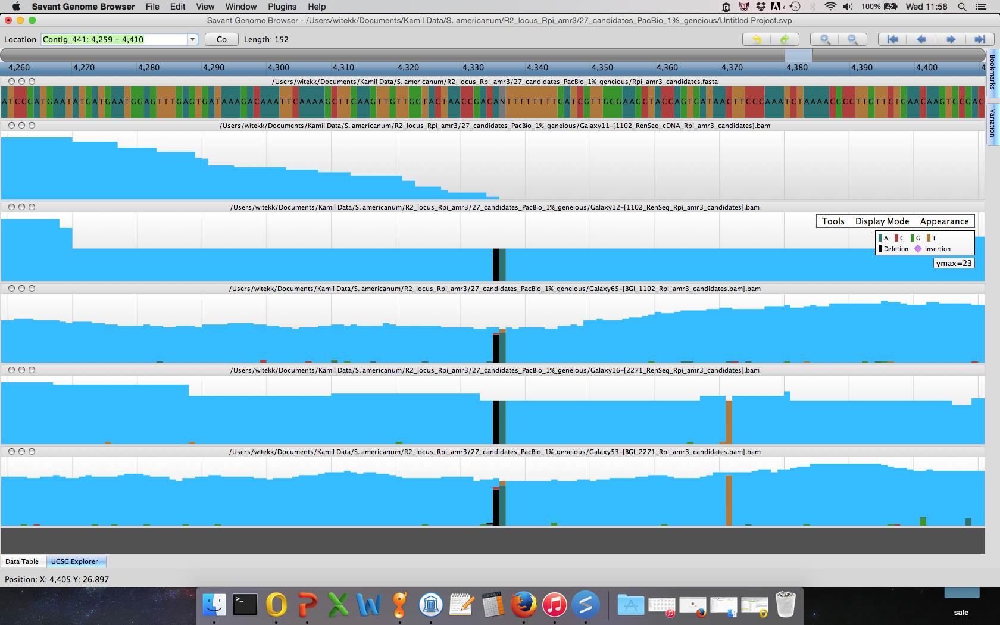 Savant Genome Browser File Edit View Window Plugins Help 4 100% Wed 11:58
Savant Genome Browser - /Users/witekk/Documents/Kamil Data/S. americanum/R2_locus_Rpi_amr3/27_candidates_PacBio_1%_geneious/Untitled Project.svp
Location Contig_441: 4,259 - 4,410 Go Length: 152
4,260 4,270 4,280 4,290 4,300 4,310 4,320 4,330 4,340 4,350 4,360 4,370 4,380 4,390 4,400 4
Bookmarks
Variation
/Users/witekk/Documents/Kamil Data/S. americanum/R2_locus_Rpi_amr3/27_candidates_PacBio_1%_geneious/Rpi_amr3_candidates.fasta
ATCCGATGAATATGATGAATGGAGTTTGAGTGATAAAGACAAATTCAAAAGCTTGAAGTTGTTGGTACTAACCGACANTTTTTTTTGATCGTTGGGAAGCTACCAGTGATAACTTCCCAAATCTAAAACGCCTTGTTCTGAACAAGTGCGAC
/Users/witekk/Documents/Kamil Data/S. americanum/R2_locus_Rpi_amr3/27_candidates_PacBio_1%_geneious/Galaxy11-[1102_RenSeq_cDNA_Rpi_amr3_candidates].bam
/Users/witekk/Documents/Kamil Data/S. americanum/R2_locus_Rpi_amr3/27_candidates_PacBio_1%_geneious/Galaxy12-[1102_RenSeq_Rpi_amr3_candidates].bam
Tools Display Mode Appearance
A C G T
Deletion Insertion
ymax=23
/Users/witekk/Documents/Kamil Data/S. americanum/R2_locus_Rpi_amr3/27_candidates_PacBio_1%_geneious/Galaxy65-[BGI_1102_Rpi_amr3_candidates.bam].bam
/Users/witekk/Documents/Kamil Data/S. americanum/R2_locus_Rpi_amr3/27_candidates_PacBio_1%_geneious/Galaxy16-[2271_RenSeq_Rpi_amr3_candidates].bam
/Users/witekk/Documents/Kamil Data/S. americanum/R2_locus_Rpi_amr3/27_candidates_PacBio_1%_geneious/Galaxy53-[BGI_2271_Rpi_amr3_candidates.bam].bam
Data Table UCSC Explorer
Position: X: 4,405 Y: 26.897
sale